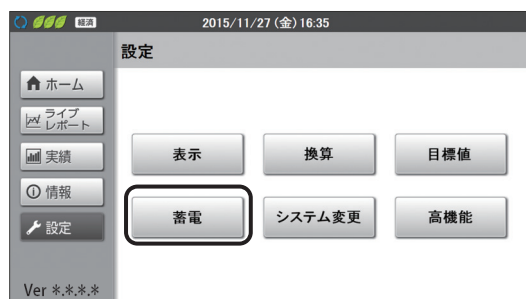 経済 2015/11/27 (金) 16:35
設定
ホーム
ライブ
レポート
実績
情報
設定
表示 換算 目標値
蓄電 システム変更 高機能
Ver *.*.*.*